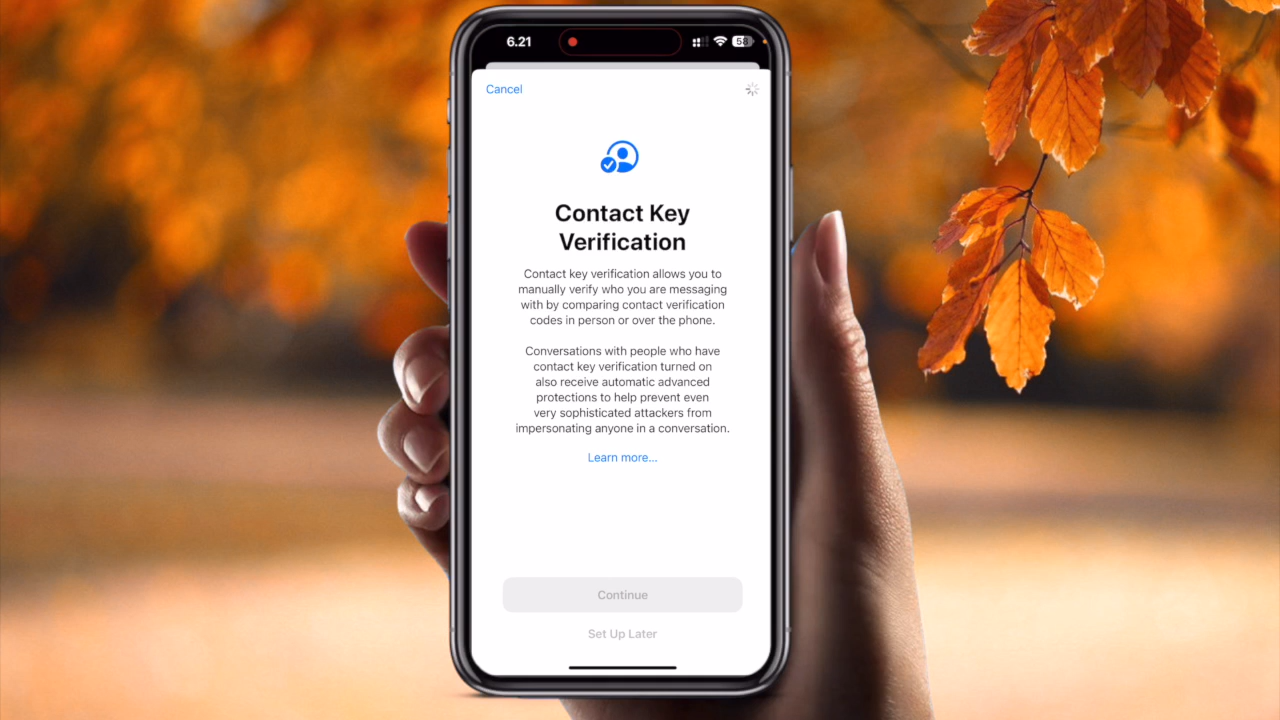 6.21
58
Cancel
Contact Key
Verification
Contact key verification allows you to
manually verify who you are messaging
with by comparing contact verification
codes in person or over the phone.
Conversations with people who have
contact key verification turned on
also receive automatic advanced
protections to help prevent even
very sophisticated attackers from
impersonating anyone in a conversation.
Learn more...
Continue
Set Up Later